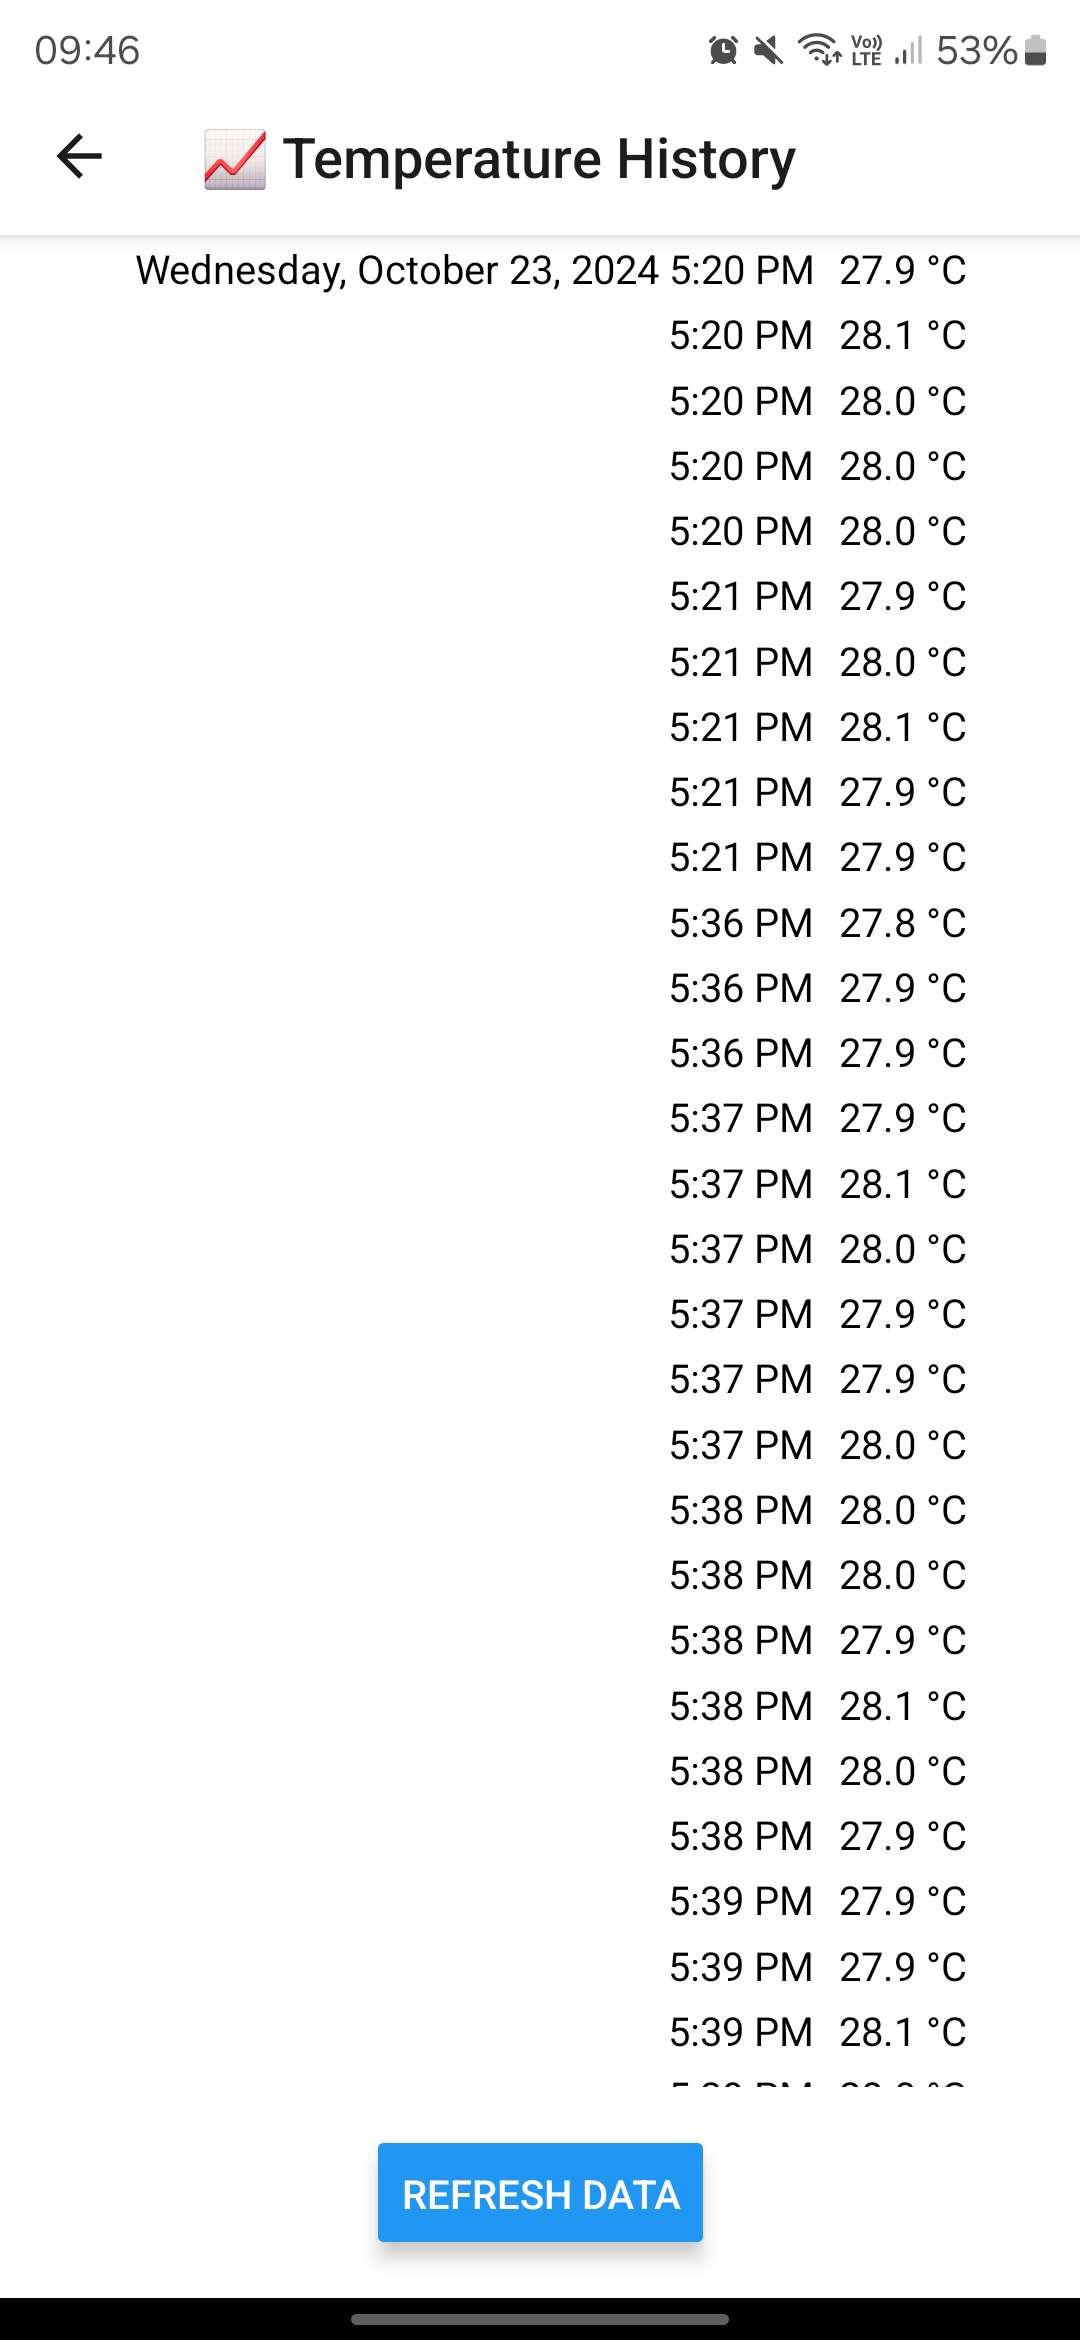 09:46 Vo)) LTE 53%
Temperature History
Wednesday, October 23, 2024 5:20 PM 27.9 °C
5:20 PM 28.1 °C
5:20 PM 28.0 °C
5:20 PM 28.0 °C
5:20 PM 28.0 °C
5:21 PM 27.9 °C
5:21 PM 28.0 °C
5:21 PM 28.1 °C
5:21 PM 27.9 °C
5:21 PM 27.9 °C
5:36 PM 27.8 °C
5:36 PM 27.9 °C
5:36 PM 27.9 °C
5:37 PM 27.9 °C
5:37 PM 28.1 °C
5:37 PM 28.0 °C
5:37 PM 27.9 °C
5:37 PM 27.9 °C
5:37 PM 28.0 °C
5:38 PM 28.0 °C
5:38 PM 28.0 °C
5:38 PM 27.9 °C
5:38 PM 28.1 °C
5:38 PM 28.0 °C
5:38 PM 27.9 °C
5:39 PM 27.9 °C
5:39 PM 27.9 °C
5:39 PM 28.1 °C
REFRESH DATA